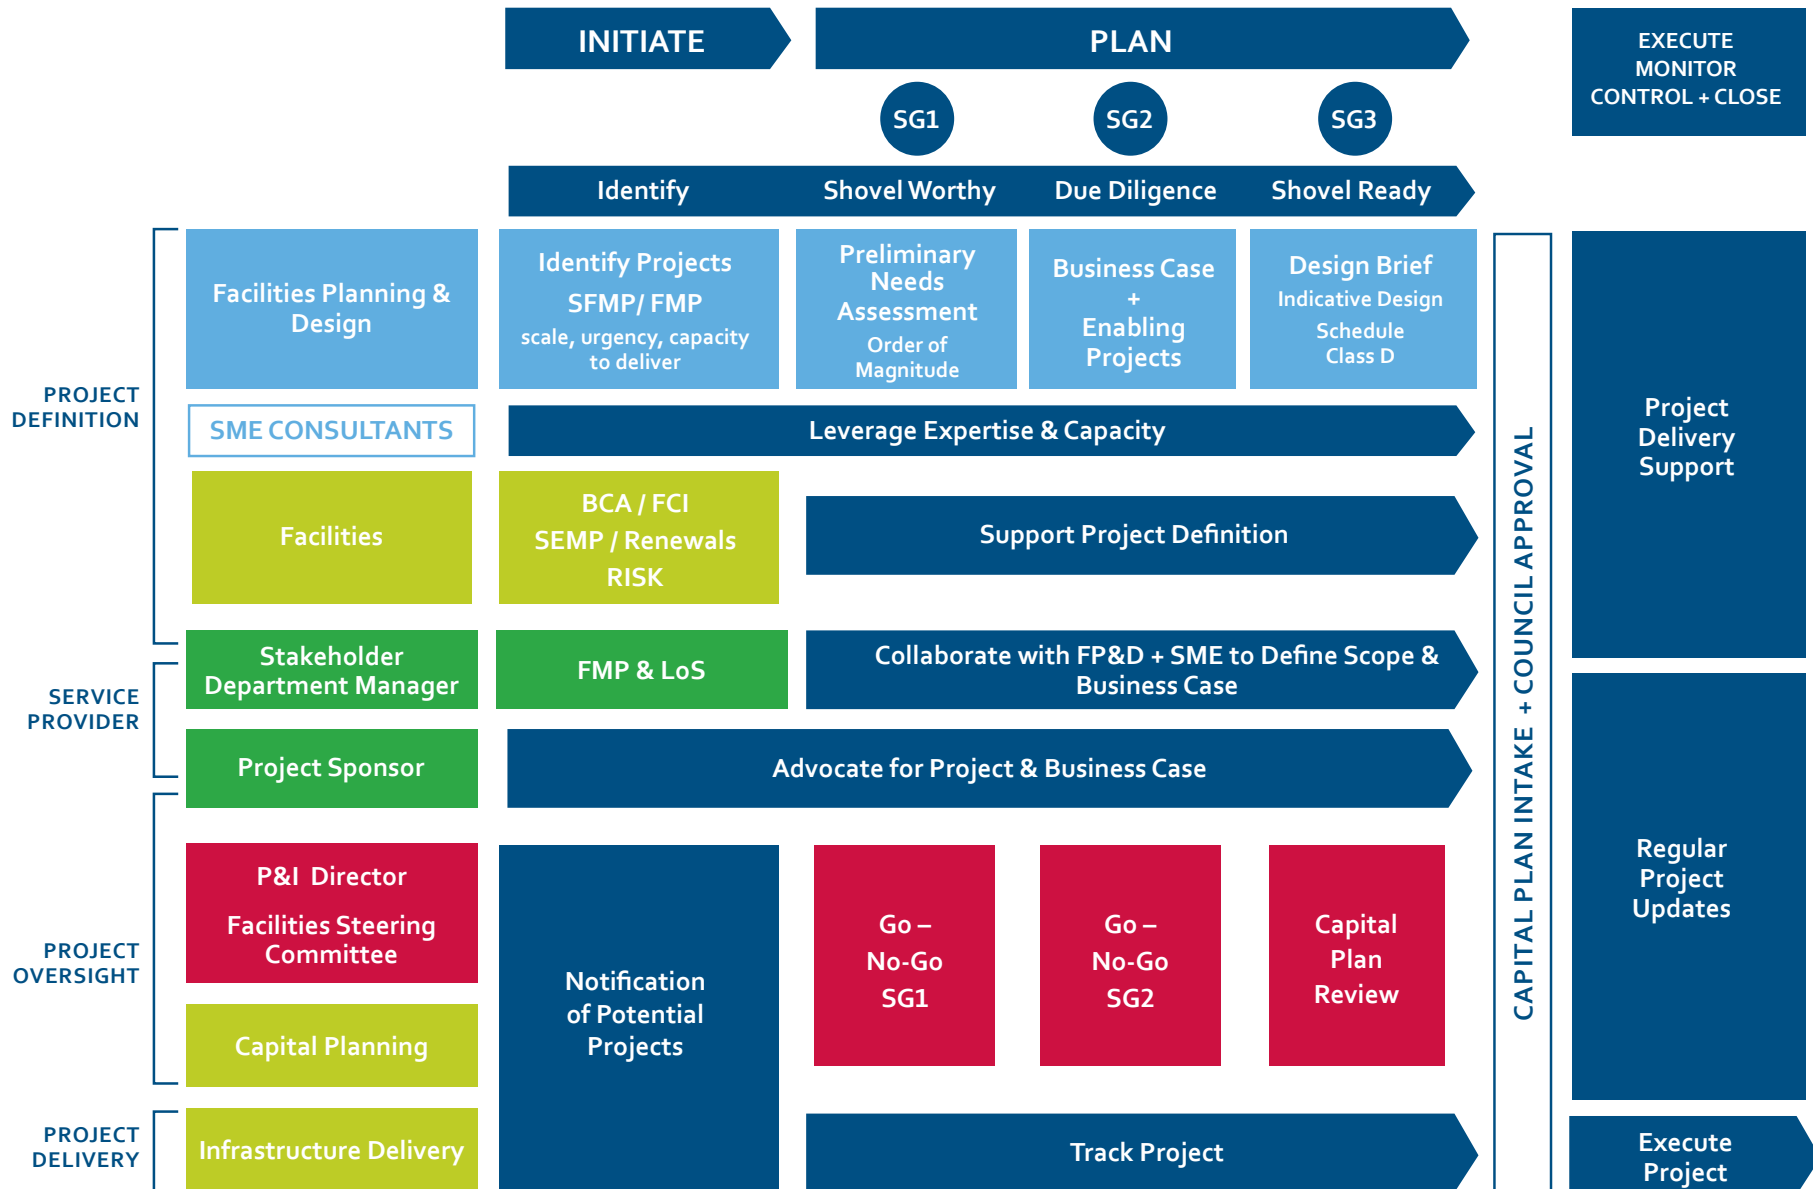 INITIATE
PLAN
EXECUTE
MONITOR
CONTROL + CLOSE
SG1
SG2
SG3
Identify
Shovel Worthy
Due Diligence
Shovel Ready
PROJECT
DEFINITION
Facilities Planning &
Design
Identify Projects
SFMP/ FMP
scale, urgency, capacity
to deliver
Preliminary
Needs
Assessment
Order of
Magnitude
Business Case
+
Enabling
Projects
Design Brief
Indicative Design
Schedule
Class D
SME CONSULTANTS
Leverage Expertise & Capacity
Facilities
BCA / FCI
SEMP / Renewals
RISK
Support Project Definition
Project
Delivery
Support
CAPITAL PLAN INTAKE + COUNCIL APPROVAL
SERVICE
PROVIDER
Stakeholder
Department Manager
FMP & LoS
Collaborate with FP&D + SME to Define Scope &
Business Case
Project Sponsor
Advocate for Project & Business Case
PROJECT
OVERSIGHT
P&I Director
Facilities Steering
Committee
Capital Planning
Notification
of Potential
Projects
Go –
No-Go
SG1
Go –
No-Go
SG2
Capital
Plan
Review
Regular
Project
Updates
PROJECT
DELIVERY
Infrastructure Delivery
Track Project
Execute
Project